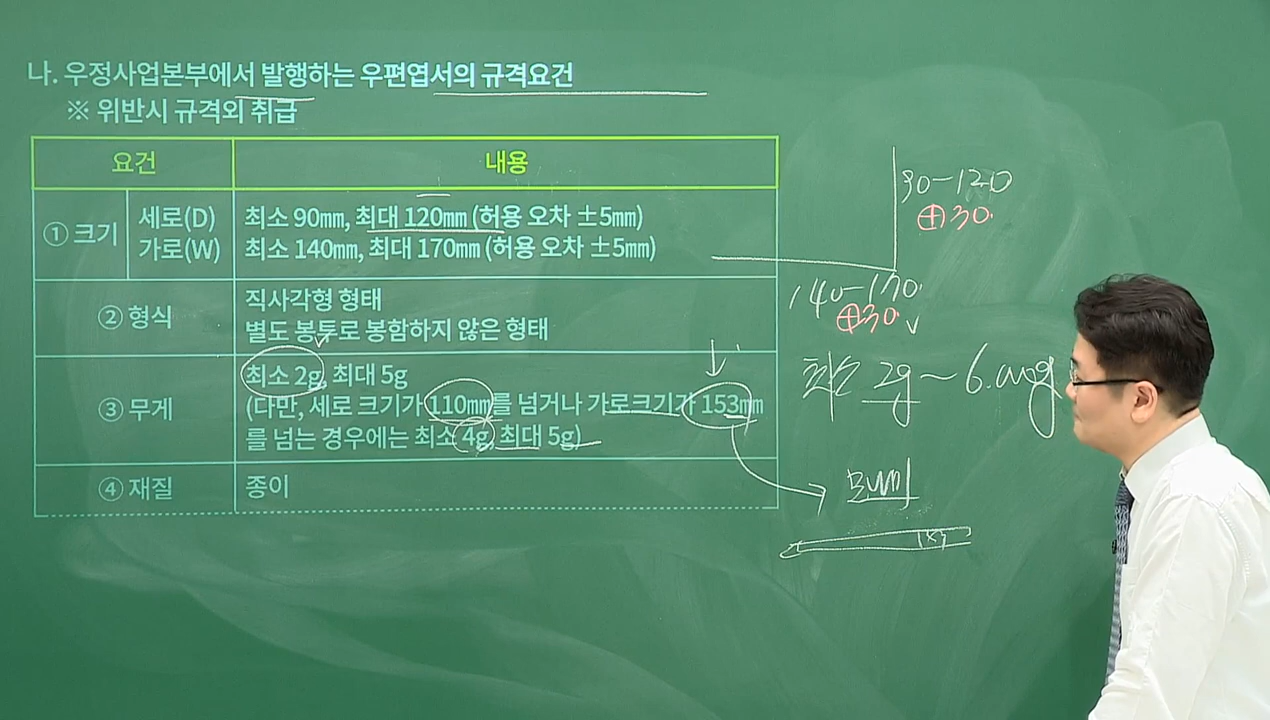 나. 우정사업본부에서 발행하는 우편엽서의 규격요건
※ 위반시 규격외 취급
요건 내용
① 크기 세로(D) 최소 90㎜, 최대 120㎜ (허용 오차 ±5㎜)
가로(W) 최소 140㎜, 최대 170㎜ (허용 오차 ±5㎜)
② 형식 직사각형 형태
별도 봉투로 봉함하지 않은 형태
③ 무게 최소 2g, 최대 5g
(다만, 세로 크기가 110㎜를 넘거나 가로크기가 153㎜
를 넘는 경우에는 최소 4g, 최대 5g)
④ 재질 종이
90-120
⊕30
140-170
⊕30
최소 2g ~